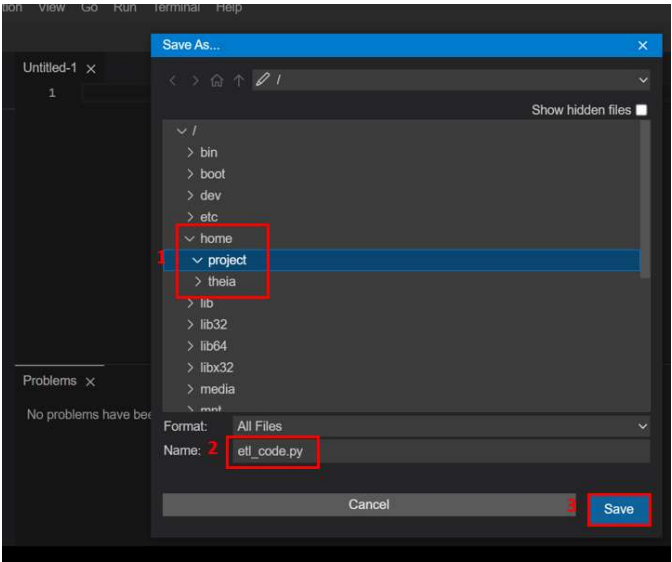 tion View Go Run Terminal Help
Save As...
Untitled-1
/
1
Show hidden files
/
bin
boot
dev
etc
home
1 project
theia
lib
lib32
lib64
libx32
Problems
media
mnt
No problems have bee
Format: All Files
Name: 2 etl_code.py
Cancel
3 Save